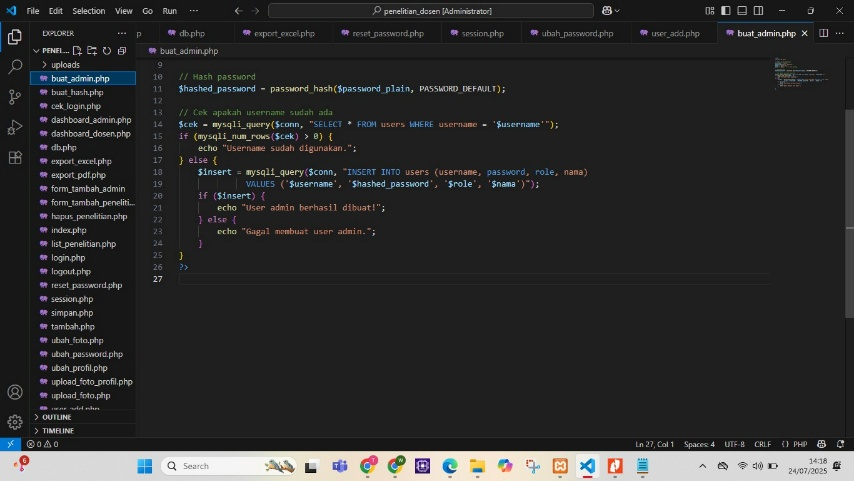 File Edit Selection View Go Run ···
penelitian_dosen [Administrator]
EXPLORER ···
p db.php export_excel.php reset_password.php session.php ubah_password.php user_add.php buat_admin.php
PENEL...
buat_admin.php
uploads
buat_admin.php
buat_hash.php
cek_login.php
dashboard_admin.php
dashboard_dosen.php
db.php
export_excel.php
export_pdf.php
form_tambah_admin
form_tambah_peneliti...
hapus_penelitian.php
index.php
list_penelitian.php
login.php
logout.php
reset_password.php
session.php
simpan.php
tambah.php
ubah_foto.php
ubah_password.php
ubah_profil.php
upload_foto_profil.php
upload_foto.php
user_add.php
OUTLINE
TIMELINE
9
10 // Hash password
11 $hashed_password = password_hash($password_plain, PASSWORD_DEFAULT);
12
13 // Cek apakah username sudah ada
14 $cek = mysqli_query($conn, "SELECT * FROM users WHERE username = '$username'");
15 if (mysqli_num_rows($cek) > 0) {
16 echo "Username sudah digunakan.";
17 } else {
18 $insert = mysqli_query($conn, "INSERT INTO users (username, password, role, nama)
19 VALUES ('$username', '$hashed_password', '$role', '$nama')");
20 if ($insert) {
21 echo "User admin berhasil dibuat!";
22 } else {
23 echo "Gagal membuat user admin.";
24 }
25 }
26 ?>
27
0 0 Ln 27, Col 1 Spaces: 4 UTF-8 CRLF {} PHP
6 Search 14:18
24/07/2025